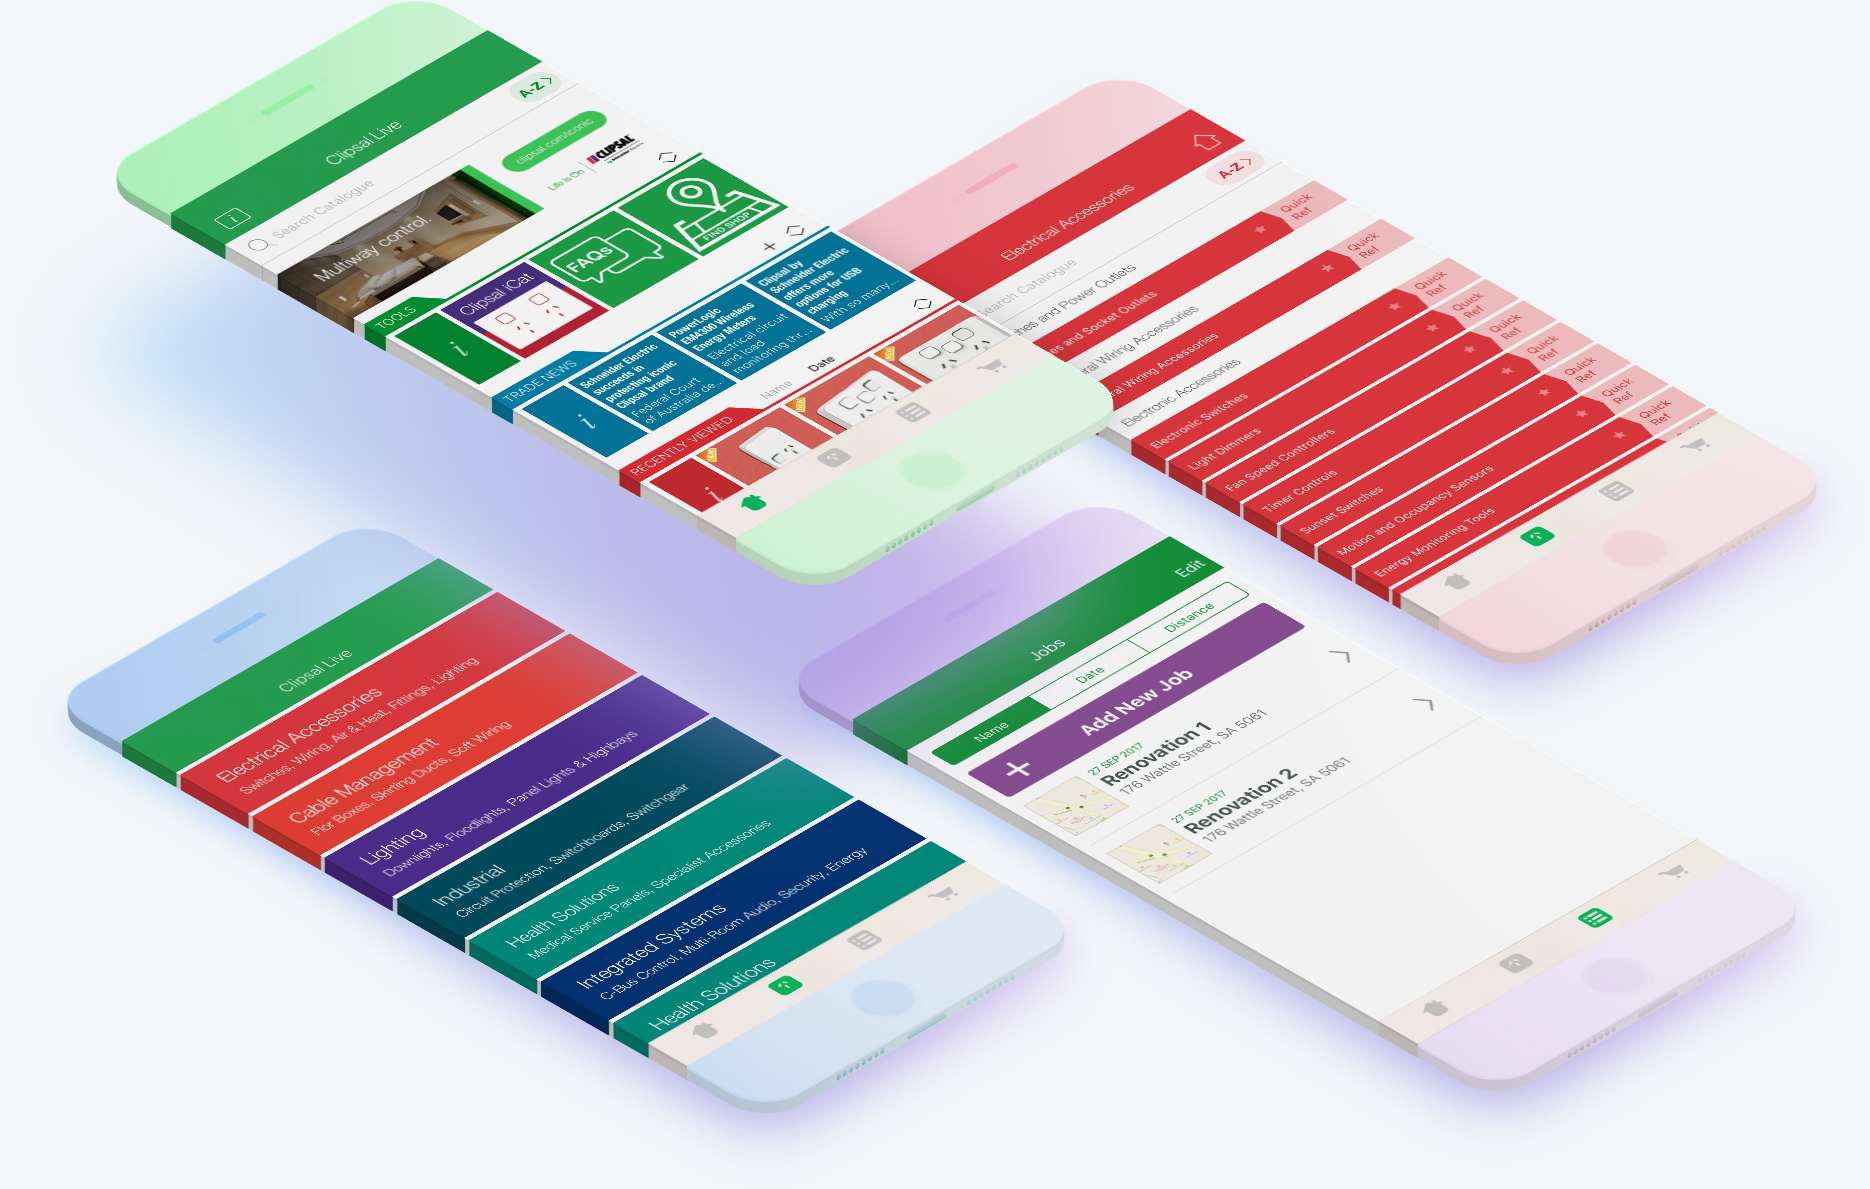 Clipsal Live
A-Z
Search Catalogue
Multiway control.
clipsal.com/iconic
Life is On
CLIPSAL
TOOLS
i
Clipsal iCat
FAQs
FIND SHOP
TRADE NEWS
i
Schneider Electric
succeeds in
protecting iconic
Clipsal brand
Federal Court
of Australia de...
PowerLogic
EM4300 Wireless
Energy Meters
Electrical circuit
and load
monitoring thr...
Clipsal by
Schneider Electric
offers more
options for USB
charging
With so many...
RECENTLY VIEWED
Name
Date
i
NEW
NEW
NEW
Electrical Accessories
A-Z
Search Catalogue
hes and Power Outlets
es and Socket Outlets
Quick
Ref
ral Wiring Accessories
ral Wiring Accessories
Quick
Ref
Electronic Accessories
Electronic Switches
Quick
Ref
Light Dimmers
Quick
Ref
Fan Speed Controllers
Quick
Ref
Timer Controls
Quick
Ref
Sunset Switches
Quick
Ref
Motion and Occupancy Sensors
Quick
Ref
Energy Monitoring Tools
Quick
Ref
Clipsal Live
Electrical Accessories
Switches, Wiring, Air & Heat, Fittings, Lighting
Cable Management
Flor Boxes, Skirting Ducts, Soft Wiring
Lighting
Downlights, Floodlights, Panel Lights & Highbays
Industrial
Circuit Protection, Switchboards, Switchgear
Health Solutions
Medical Service Panels, Specialist Accessories
Integrated Systems
C-Bus Control, Multi-Room Audio, Security, Energy
Health Solutions
Jobs
Edit
Name
Date
Distance
Add New Job
27 SEP 2017
Renovation 1
176 Wattle Street, SA 5061
27 SEP 2017
Renovation 2
176 Wattle Street, SA 5061